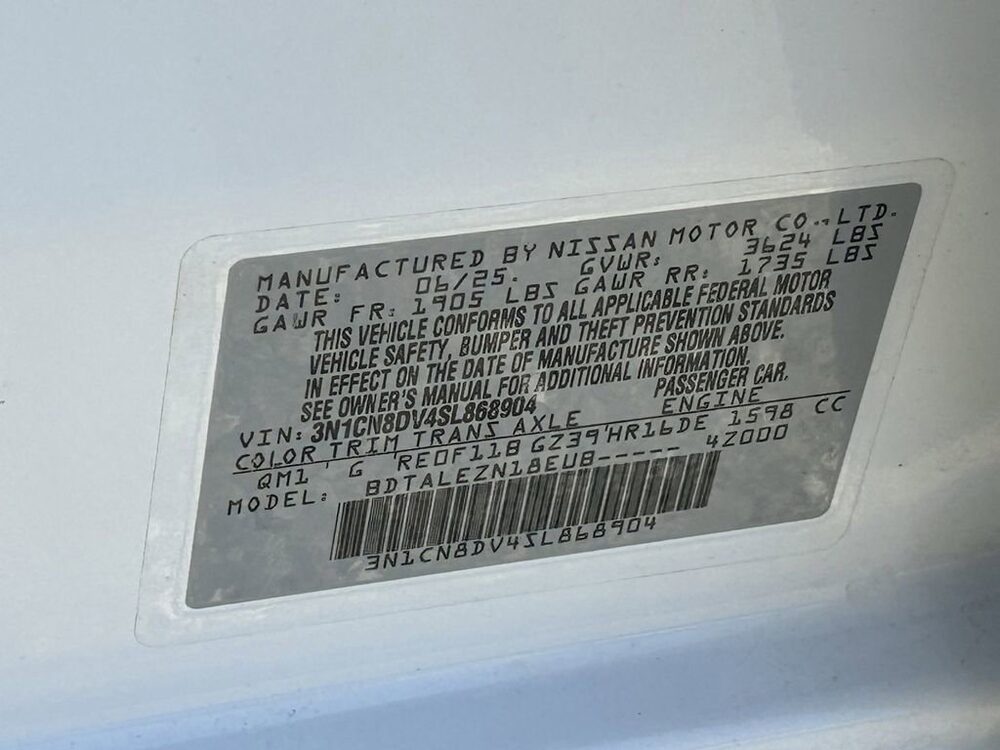 MANUFACTURED BY NISSAN MOTOR CO.,LTD.
DATE: 06/25. GVWR: 3624 LBS
GAWR FR: 1905 LBS GAWR RR: 1735 LBS
THIS VEHICLE CONFORMS TO ALL APPLICABLE FEDERAL MOTOR
VEHICLE SAFETY, BUMPER AND THEFT PREVENTION STANDARDS
IN EFFECT ON THE DATE OF MANUFACTURE SHOWN ABOVE.
SEE OWNER'S MANUAL FOR ADDITIONAL INFORMATION.
VIN: 3N1CN8DV4SL868904 PASSENGER CAR.
COLOR TRIM TRANS AXLE ENGINE
QM1 ' G 'RE0F11B GZ39'HR16DE 1598 CC
MODEL: BDTALEZN18EUB----- 4Z000
3N1CN8DV4SL868904